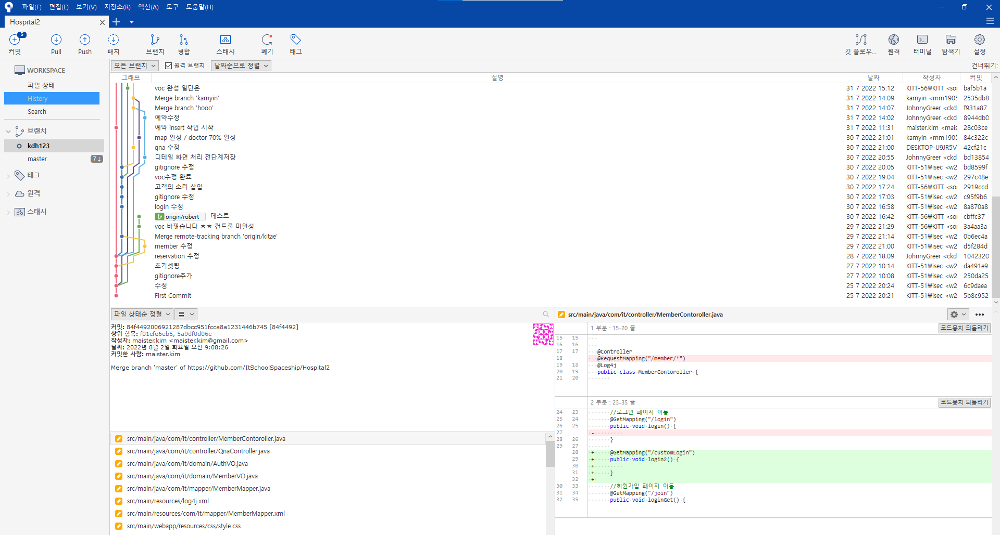 파일(F) 편집(E) 보기(V) 저장소(R) 액션(A) 도구 도움말(H)
Hospital2
5
커밋 Pull Push 패치 브랜치 병합 스태시 폐기 태그 깃 플로우... 원격 터미널 탐색기 설정
WORKSPACE
파일 상태
History
Search
브랜치
kdh123
master 7↓
태그
원격
스태시
모든 브랜치 원격 브랜치 날짜순으로 정렬 건너뛰기:
그래프 설명 날짜 작성자 커밋
voc 완성 일단은 31 7 2022 15:12 KITT-56₩KITT <sor baf5b1a
Merge branch 'kamyin' 31 7 2022 14:09 kamyin <mm1905 2535db8
Merge branch 'hooo' 31 7 2022 14:07 JohnnyGreer <ckd f931a87
예약수정 31 7 2022 14:02 JohnnyGreer <ckd 8944db0
예약 insert 작업 시작 31 7 2022 11:31 maister.kim <mais 28c03ce
map 완성 / doctor 70% 완성 30 7 2022 21:01 kamyin <mm1905 84c322c
qna 수정 30 7 2022 21:00 DESKTOP-U9JR5V 42cf21c
디테일 화면 처리 전단계저장 30 7 2022 20:55 JohnnyGreer <ckd bd13854
gitignore 수정 30 7 2022 20:05 KITT-51₩isec <w2 bd8599f
voc수정 완료 30 7 2022 19:04 KITT-51₩isec <w2 297c48e
고객의 소리 삽입 30 7 2022 17:24 KITT-56₩KITT <sor 2919ccd
gitignore 수정 30 7 2022 17:03 KITT-51₩isec <w2 c95f9b6
login 수정 30 7 2022 16:58 KITT-51₩isec <w2 8a870a8
origin/robert 테스트 30 7 2022 16:42 KITT-56₩KITT <sor cbffc37
voc 바꿧습니다 ㅎㅎ 컨트롤 미완성 29 7 2022 21:29 KITT-56₩KITT <sor 3a4aa3a
Merge remote-tracking branch 'origin/kitae' 29 7 2022 21:14 KITT-51₩isec <w2 0b6ec4a
member 수정 29 7 2022 21:00 KITT-51₩isec <w2 d5f284d
reservation 수정 28 7 2022 18:09 JohnnyGreer <ckd 1042320
초기셋팅 27 7 2022 10:14 KITT-51₩isec <w2 da491e9
gitignore추가 27 7 2022 10:08 KITT-51₩isec <w2 250da25
수정 25 7 2022 20:24 KITT-51₩isec <w2 6c9daea
First Commit 25 7 2022 20:21 KITT-51₩isec <w2 5b8c952
파일 상태순 정렬
커밋: 84f4492006921287dbcc951fcca8a1231446b745 [84f4492]
상위 항목: f01cfe6eb5, 5a9df0d06c
작성자: maister.kim <maister.kim@gmail.com>
날짜: 2022년 8월 2일 화요일 오전 9:08:26
커밋한 사람: maister.kim
Merge branch 'master' of https://github.com/ItSchoolSpaceship/Hospital2
src/main/java/com/it/controller/MemberContoroller.java
src/main/java/com/it/controller/QnaController.java
src/main/java/com/it/domain/AuthVO.java
src/main/java/com/it/domain/MemberVO.java
src/main/java/com/it/mapper/MemberMapper.java
src/main/resources/log4j.xml
src/main/resources/com/it/mapper/MemberMapper.xml
src/main/webapp/resources/css/style.css
src/main/java/com/it/controller/MemberContoroller.java
1 부분 : 15-20 줄 코드뭉치 되돌리기
15 15
16 16
17 17 @Controller
18 - @RequestMapping("/member/*")
19 18 @Log4j
20 19 public class MemberContoroller {
21 20
2 부분 : 23-35 줄 코드뭉치 되돌리기
24 23 //로그인 페이지 이동
25 24 @GetMapping("/login")
26 25 public void login() {
27 -
28 26 }
29 27
28 + @GetMapping("/customLogin")
29 + public void login2() {
30 +
31 + }
32 +
30 33 //회원가입 페이지 이동
31 34 @GetMapping("/join")
32 35 public void loginGet() {